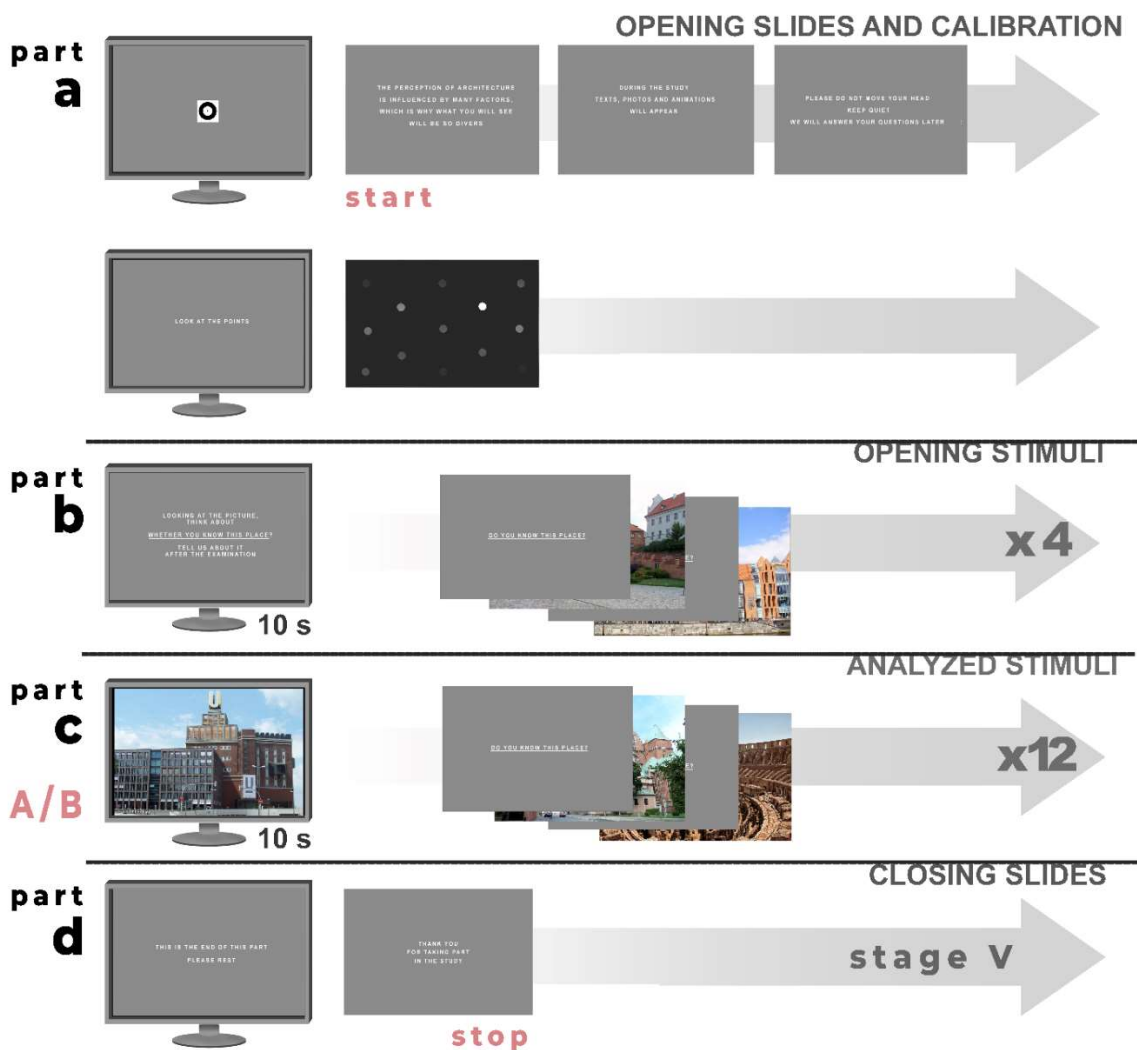 OPENING SLIDES AND CALIBRATION
part
a
THE PERCEPTION OF ARCHITECTURE
IS INFLUENCED BY MANY FACTORS,
WHICH IS WHY WHAT YOU WILL SEE
WILL BE SO DIVERS
DURING THE STUDY
TEXTS, PHOTOS AND ANIMATIONS
WILL APPEAR
PLEASE DO NOT MOVE YOUR HEAD
KEEP QUIET
WE WILL ANSWER YOUR QUESTIONS LATER
start
LOOK AT THE POINTS
OPENING STIMULI
part
b
LOOKING AT THE PICTURE,
THINK ABOUT
WHETHER YOU KNOW THIS PLACE?
TELL US ABOUT IT
AFTER THE EXAMINATION
10 s
DO YOU KNOW THIS PLACE?
x4
ANALYZED STIMULI
part
c
A/B
U
U
10 s
DO YOU KNOW THIS PLACE?
x12
CLOSING SLIDES
part
d
THIS IS THE END OF THIS PART
PLEASE REST
THANK YOU
FOR TAKING PART
IN THE STUDY
stage V
stop